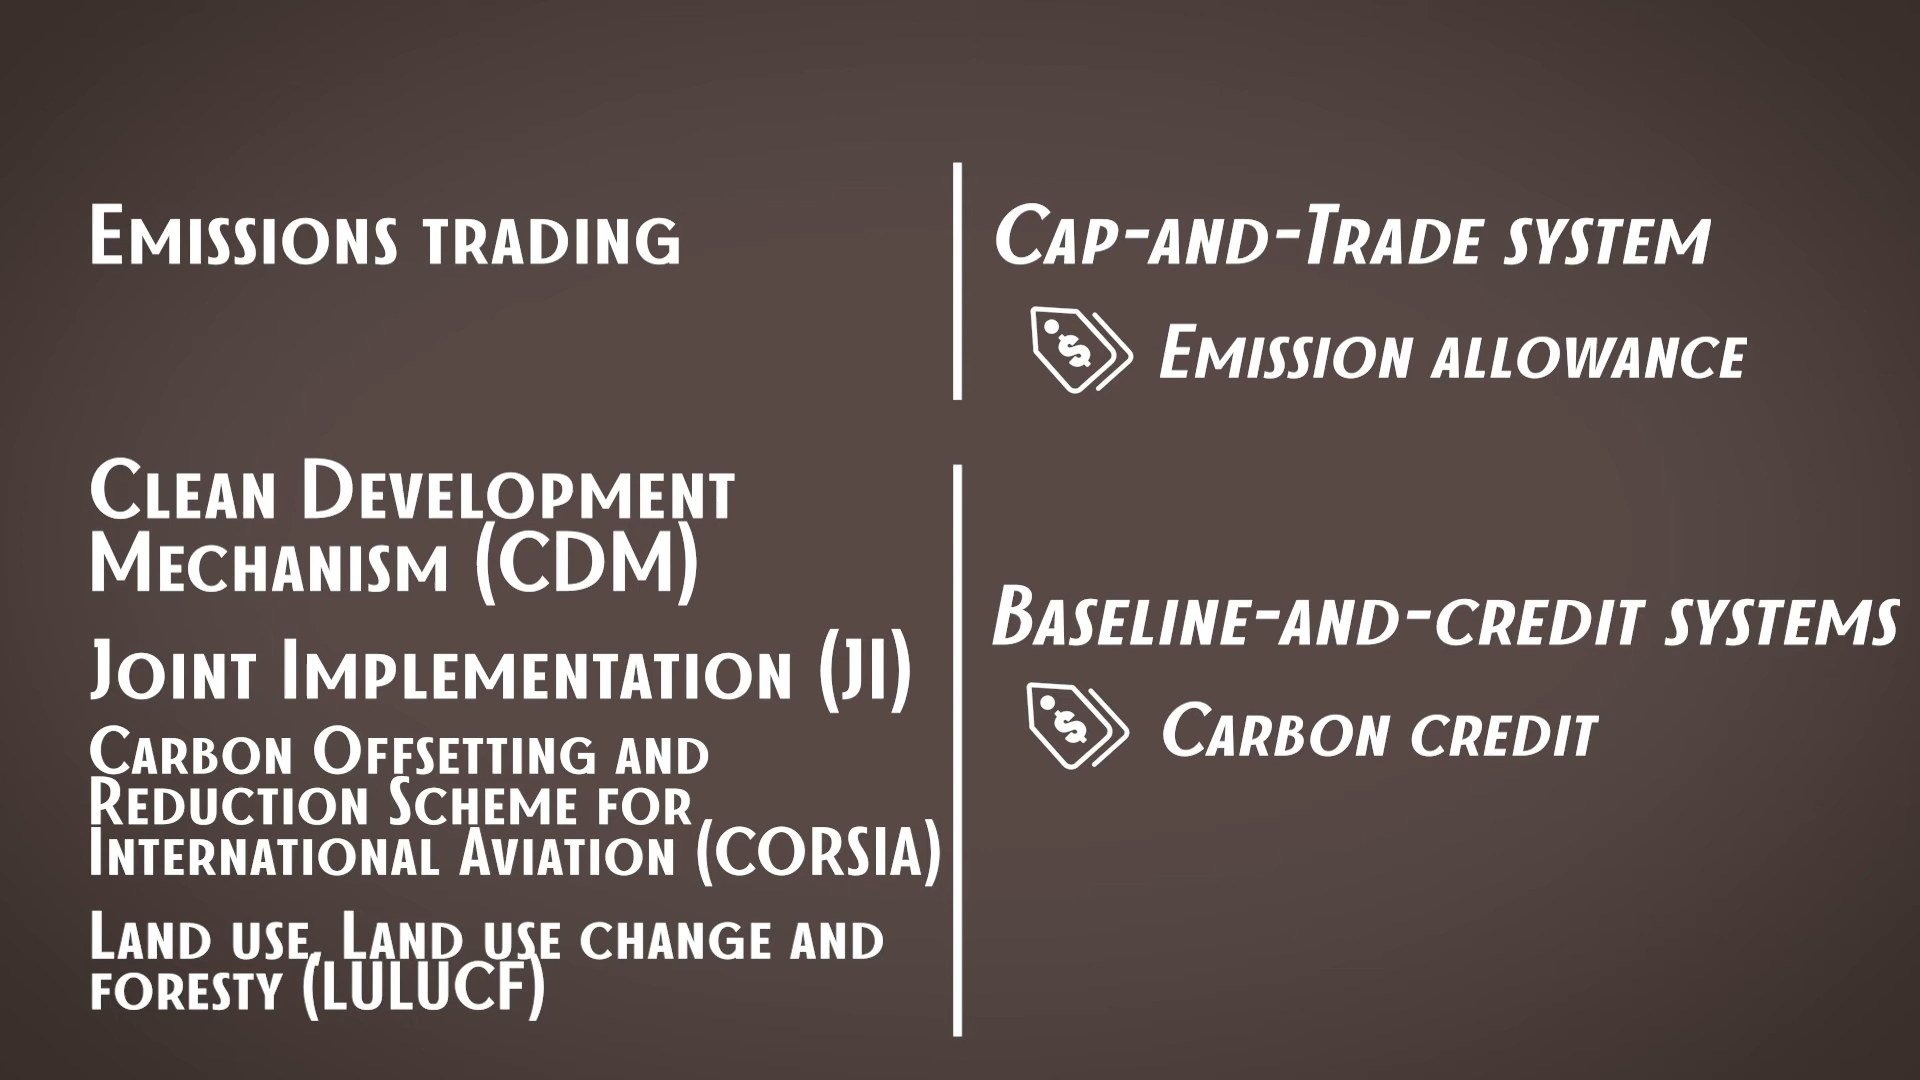 Emissions trading
Cap-and-Trade system
Emission allowance
Clean Development
Mechanism (CDM)
Joint Implementation (JI)
Carbon Offsetting and
Reduction Scheme for
International Aviation (CORSIA)
Land use, Land use change and
foresty (LULUCF)
Baseline-and-credit systems
Carbon credit